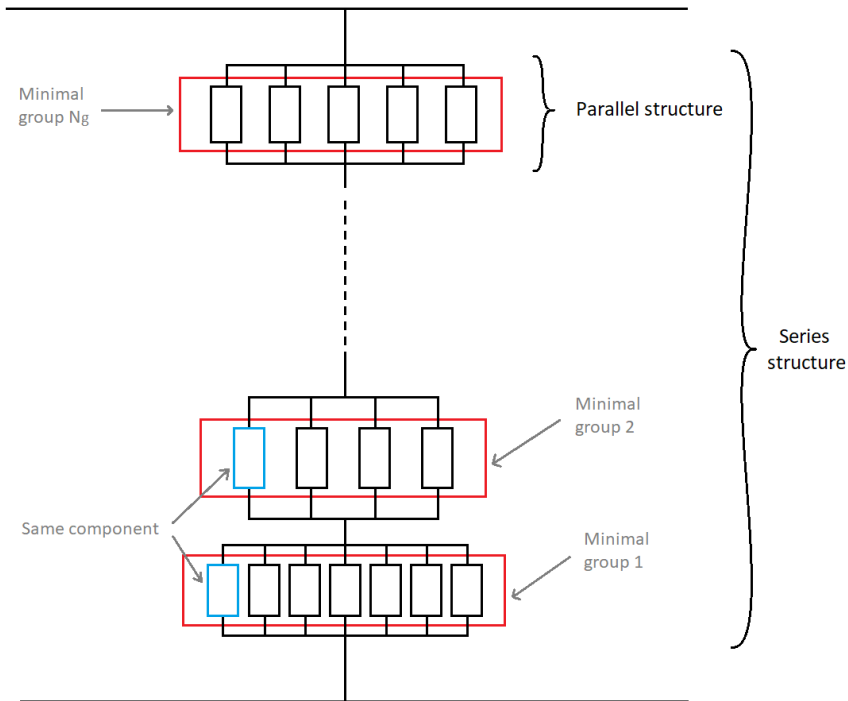 Minimal
group Ng
Parallel structure
Series
structure
Minimal
group 2
Same component
Minimal
group 1